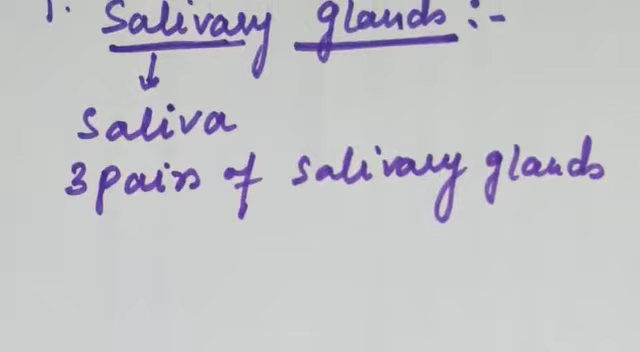 1. Salivary glands :-
↓
Saliva
3 pairs of salivary glands